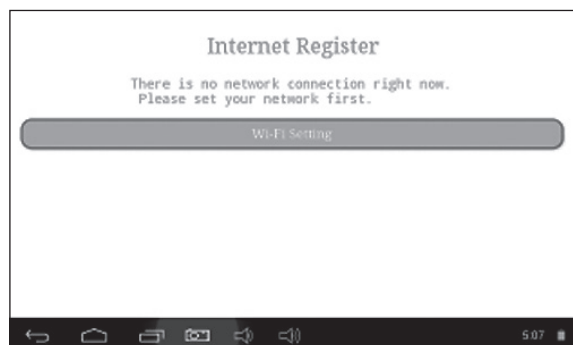 Internet Register
There is no network connection right now.
Please set your network first.
Wi-Fi Setting
5:07